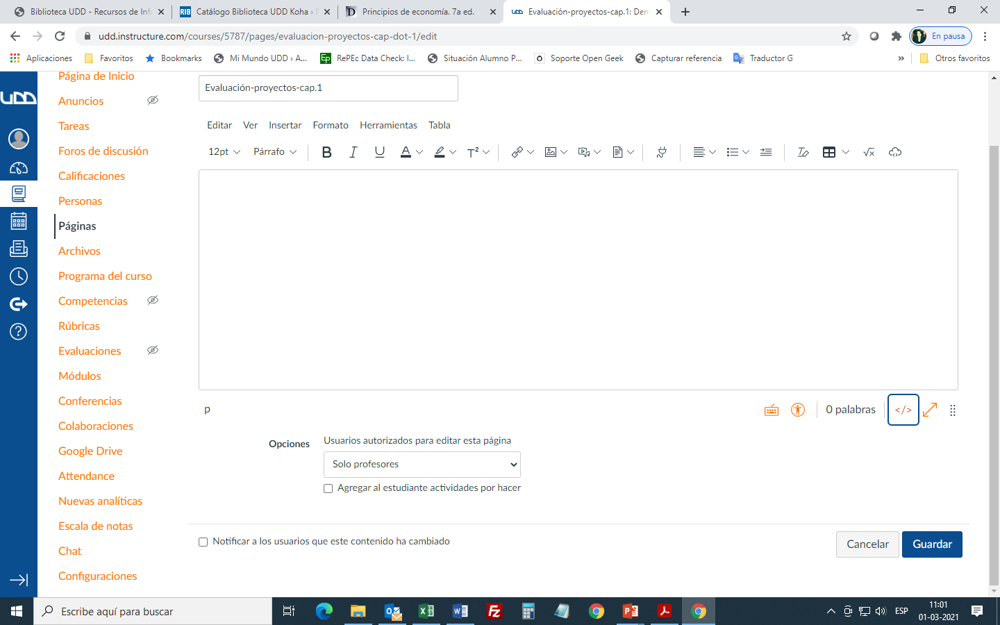 Biblioteca UDD - Recursos de Inf
Catálogo Biblioteca UDD Koha ›
Principios de economía. 7a ed.
Evaluación-proyectos-cap.1: Dem
udd.instructure.com/courses/5787/pages/evaluacion-proyectos-cap-dot-1/edit
En pausa
Aplicaciones
Favoritos
Bookmarks
Mi Mundo UDD › A...
RePEc Data Check: l...
Situación Alumno P...
Soporte Open Geek
Capturar referencia
Traductor G
»
Otros favoritos
UDD
Página de Inicio
Anuncios
Tareas
Foros de discusión
Calificaciones
Personas
Páginas
Archivos
Programa del curso
Competencias
Rúbricas
Evaluaciones
Módulos
Conferencias
Colaboraciones
Google Drive
Attendance
Nuevas analíticas
Escala de notas
Chat
Configuraciones
Evaluación-proyectos-cap.1
Editar Ver Insertar Formato Herramientas Tabla
12pt Párrafo
p
0 palabras
</>
Opciones
Usuarios autorizados para editar esta página
Solo profesores
Agregar al estudiante actividades por hacer
Notificar a los usuarios que este contenido ha cambiado
Cancelar
Guardar
Escribe aquí para buscar
ESP
11:01
01-03-2021